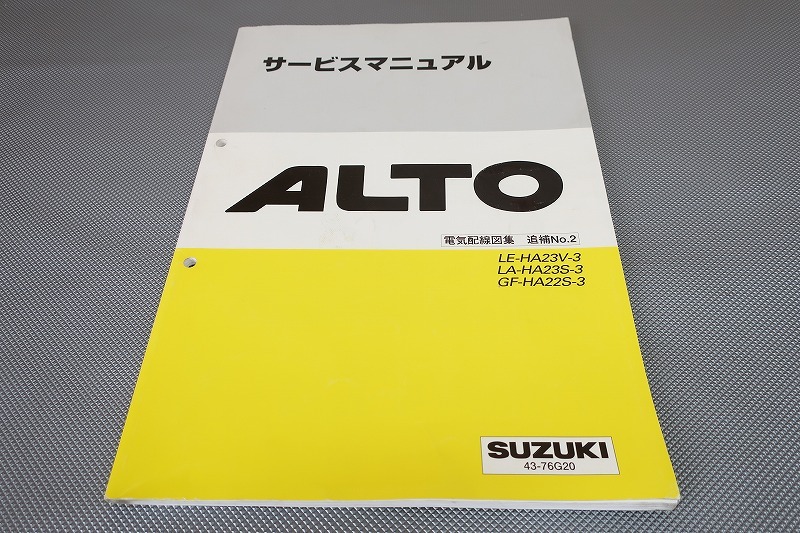 サービスマニュアル
ALTO
電気配線図集 追補No.2
LE-HA23V-3
LA-HA23S-3
GF-HA22S-3
SUZUKI
43-76G20